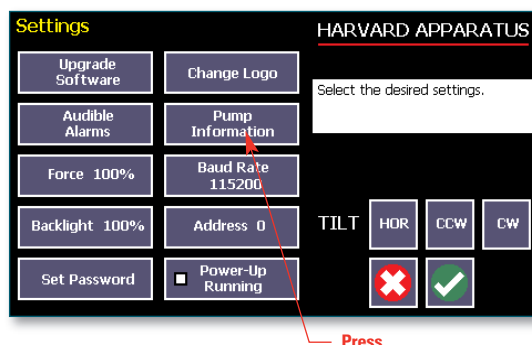 Settings
HARVARD APPARATUS
Upgrade
Software
Change Logo
Select the desired settings.
Audible
Alarms
Pump
Information
Force 100%
Baud Rate
115200
Backlight 100%
Address 0
TILT
HOR
CCW
CW
Set Password
Power-Up
Running
Press